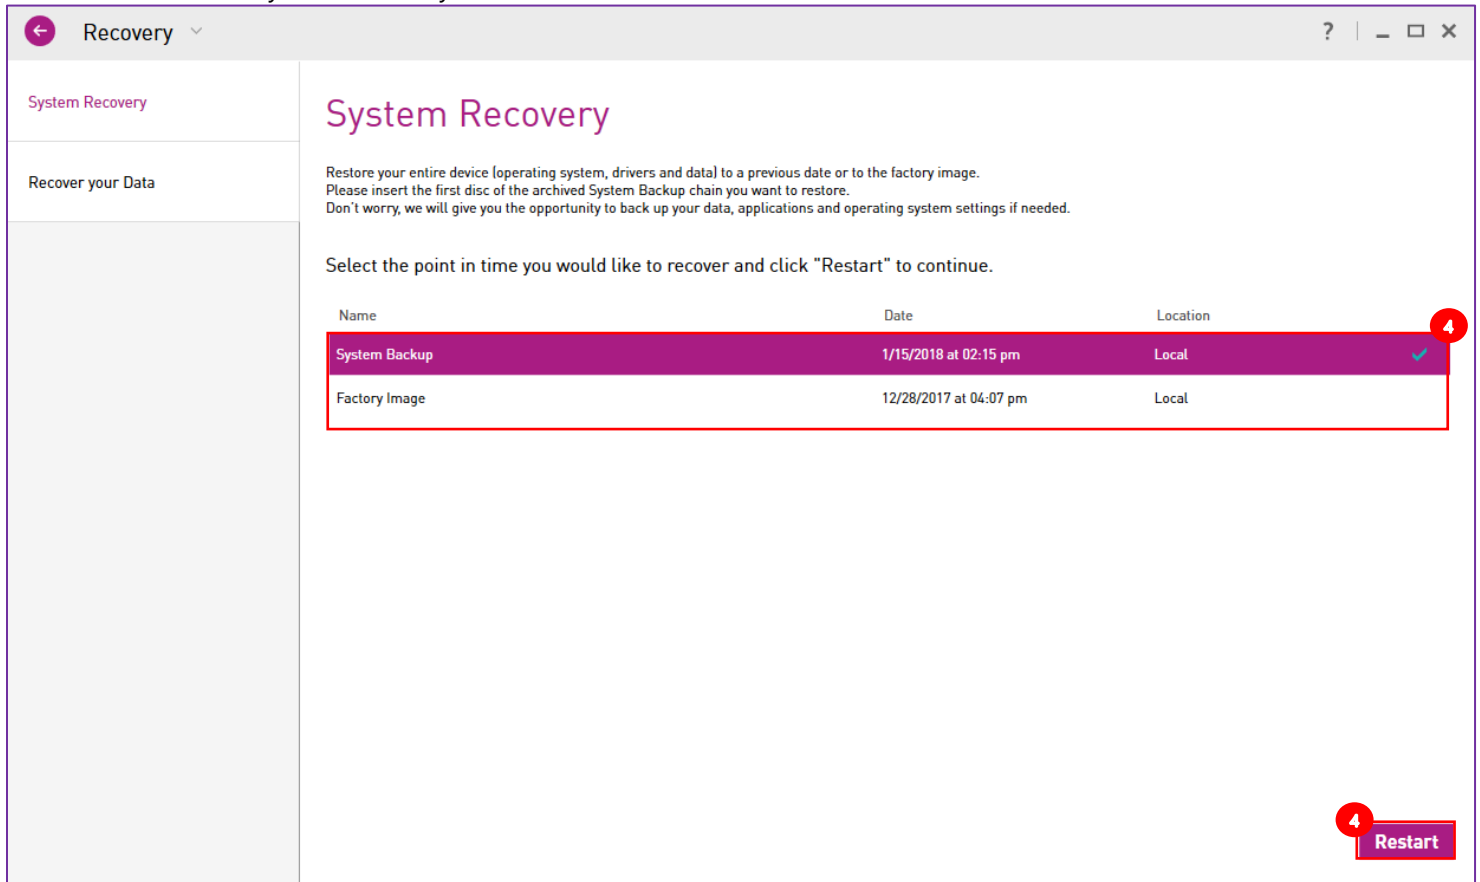 Recovery
?
System Recovery
Recover your Data
System Recovery
Restore your entire device (operating system, drivers and data) to a previous date or to the factory image.
Please insert the first disc of the archived System Backup chain you want to restore.
Don't worry, we will give you the opportunity to back up your data, applications and operating system settings if needed.
Select the point in time you would like to recover and click "Restart" to continue.
Name Date Location
4
System Backup 1/15/2018 at 02:15 pm Local
Factory Image 12/28/2017 at 04:07 pm Local
4
Restart